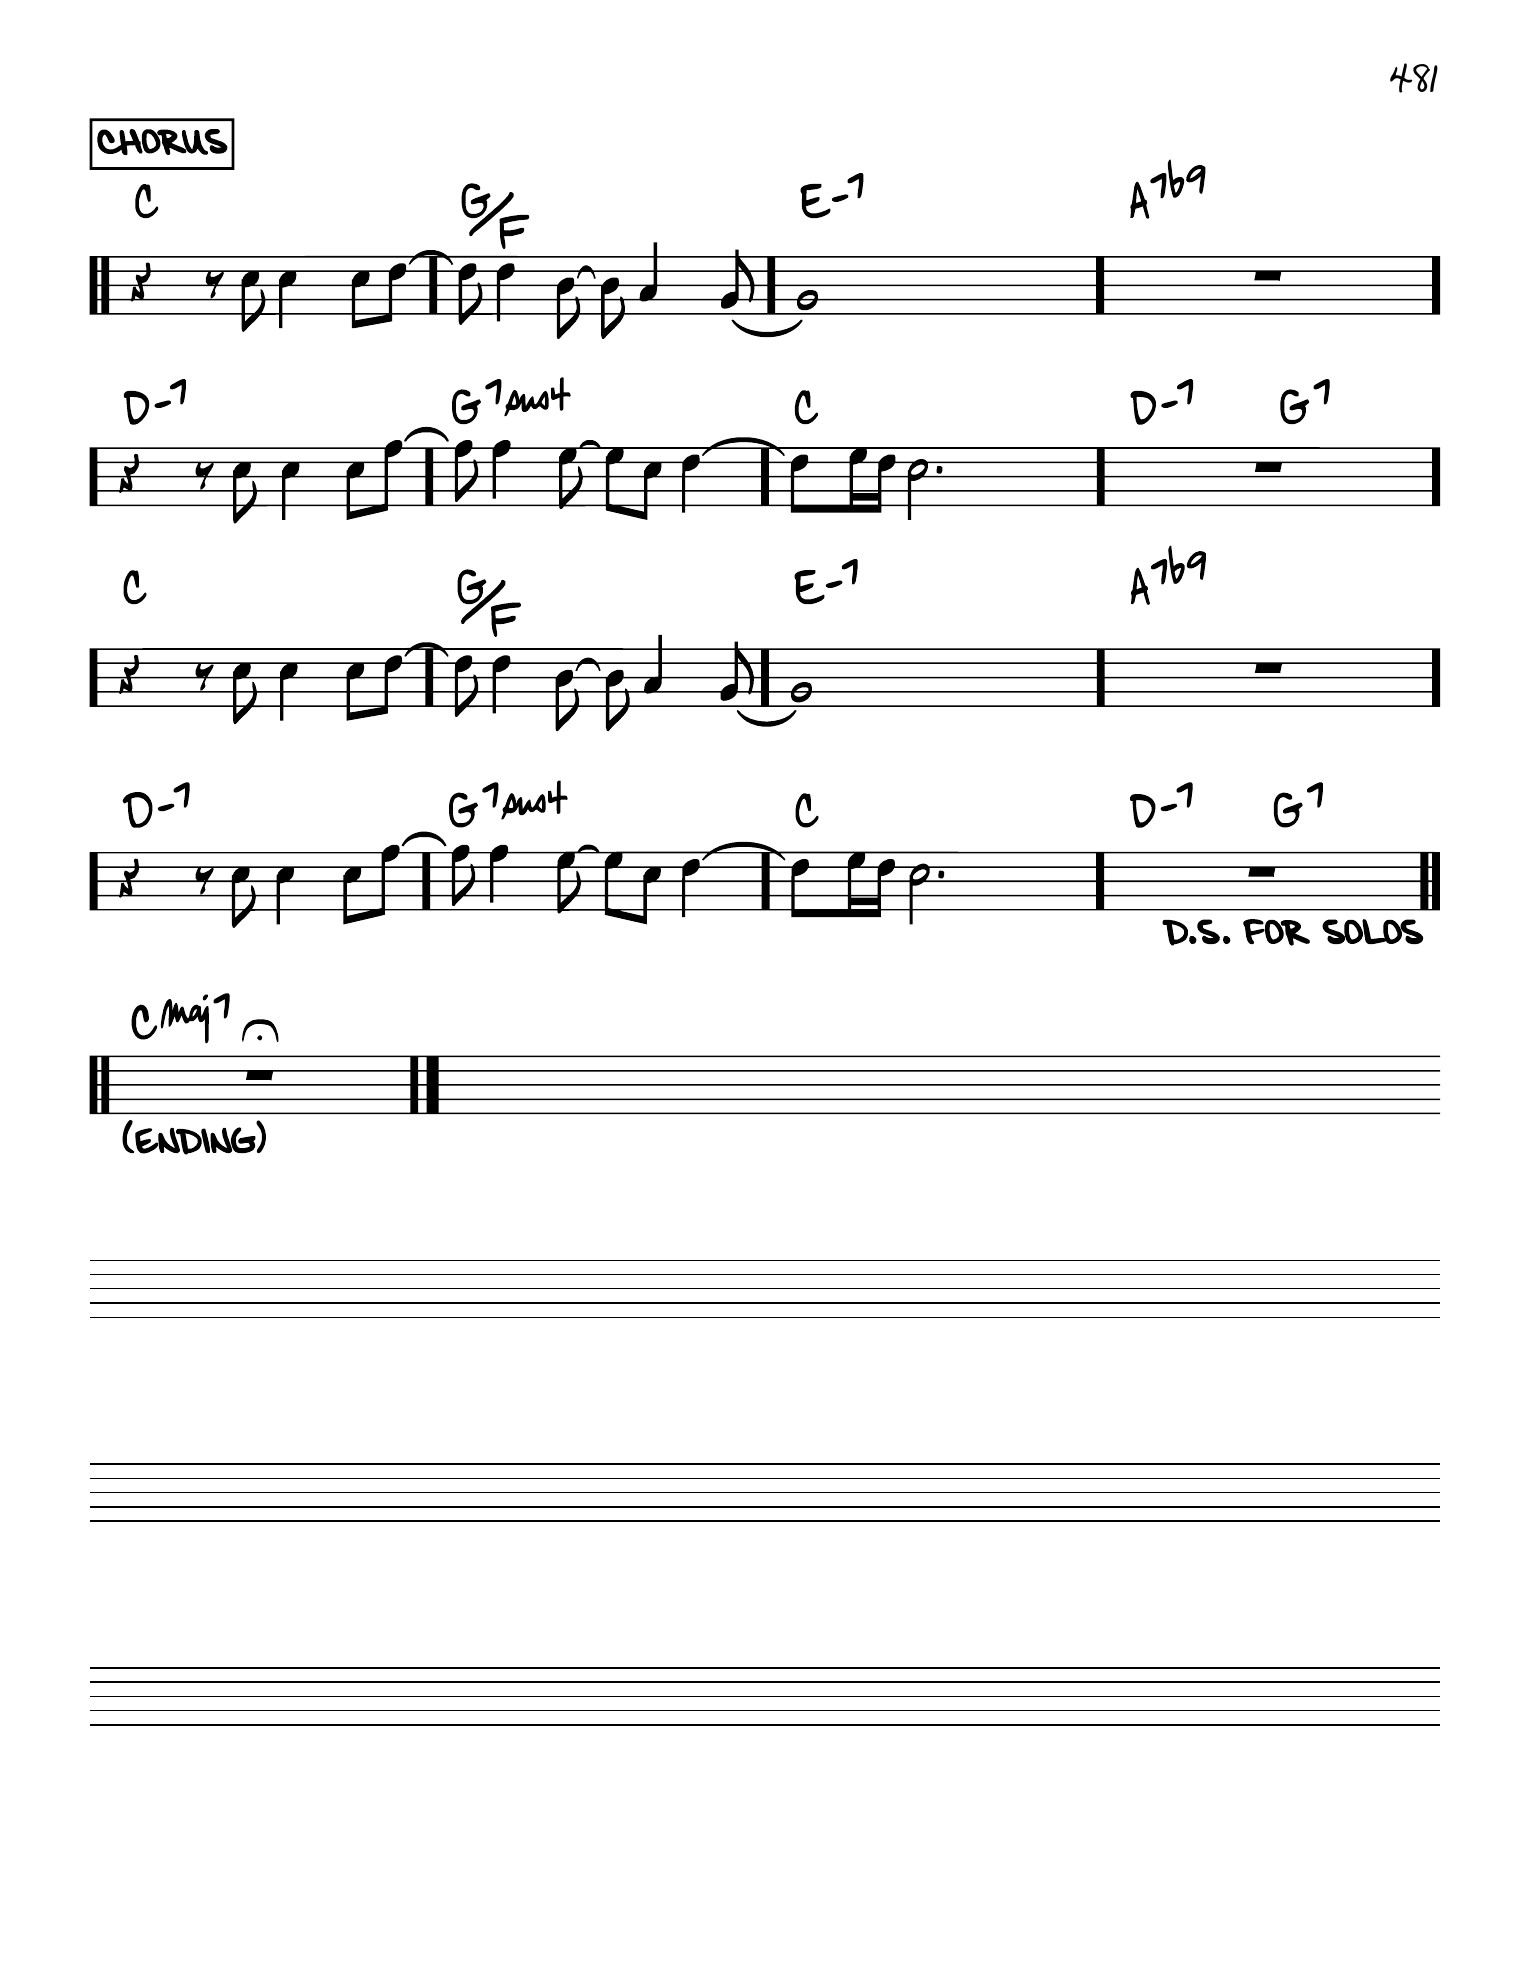 481
CHORUS
C G/F E-7 A7b9
D-7 G7sus4 C D-7 G7
C G/F E-7 A7b9
D-7 G7sus4 C D-7 G7
D.S. FOR SOLOS
Cmaj7
(ENDING)